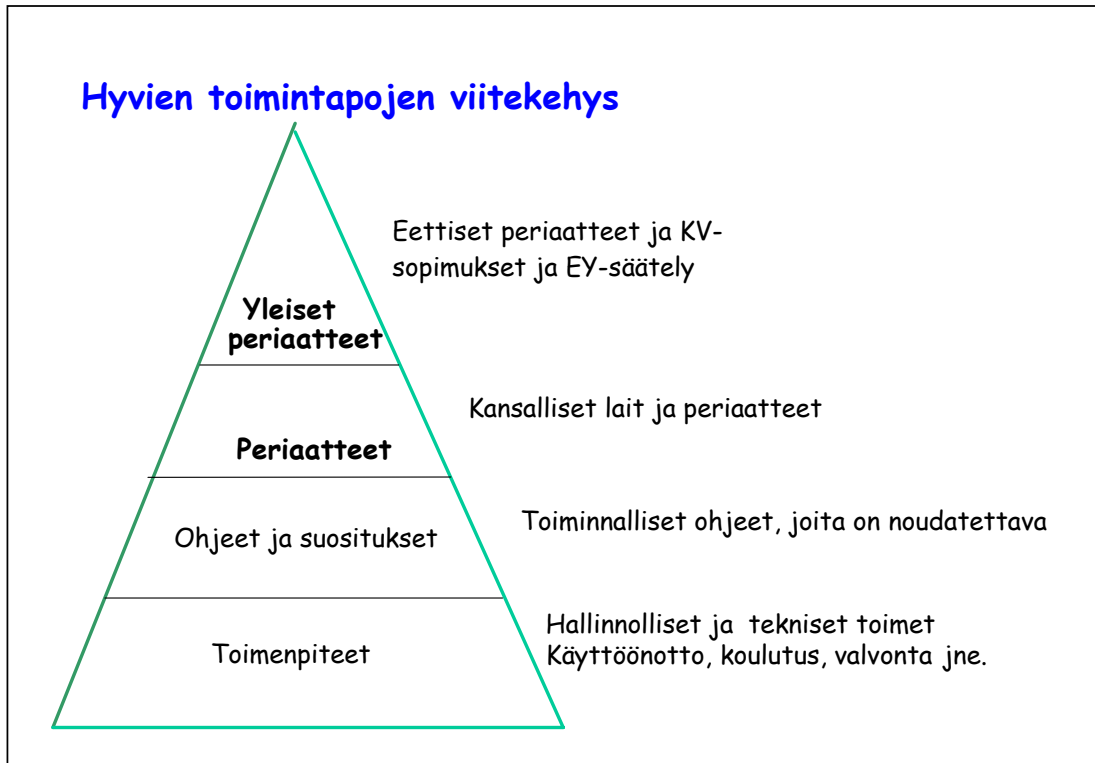 Hyvien toimintapojen viitekehys
Eettiset periaatteet ja KV-
sopimukset ja EY-säätely
Yleiset
periaatteet
Kansalliset lait ja periaatteet
Periaatteet
Toiminnalliset ohjeet, joita on noudatettava
Ohjeet ja suositukset
Hallinnolliset ja tekniset toimet
Käyttöönotto, koulutus, valvonta jne.
Toimenpiteet